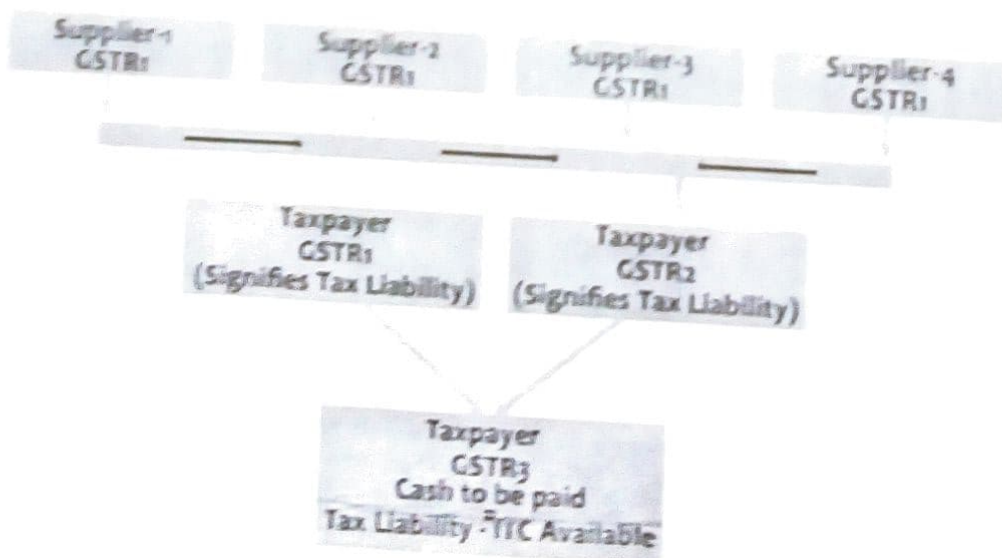 Supplier-1
GSTR1
Supplier-2
GSTR1
Supplier-3
GSTR1
Supplier-4
GSTR1
Taxpayer
GSTR1
(Signifies Tax Liability)
Taxpayer
GSTR2
(Signifies Tax Liability)
Taxpayer
GSTR3
Cash to be paid
Tax Liability - ITC Available